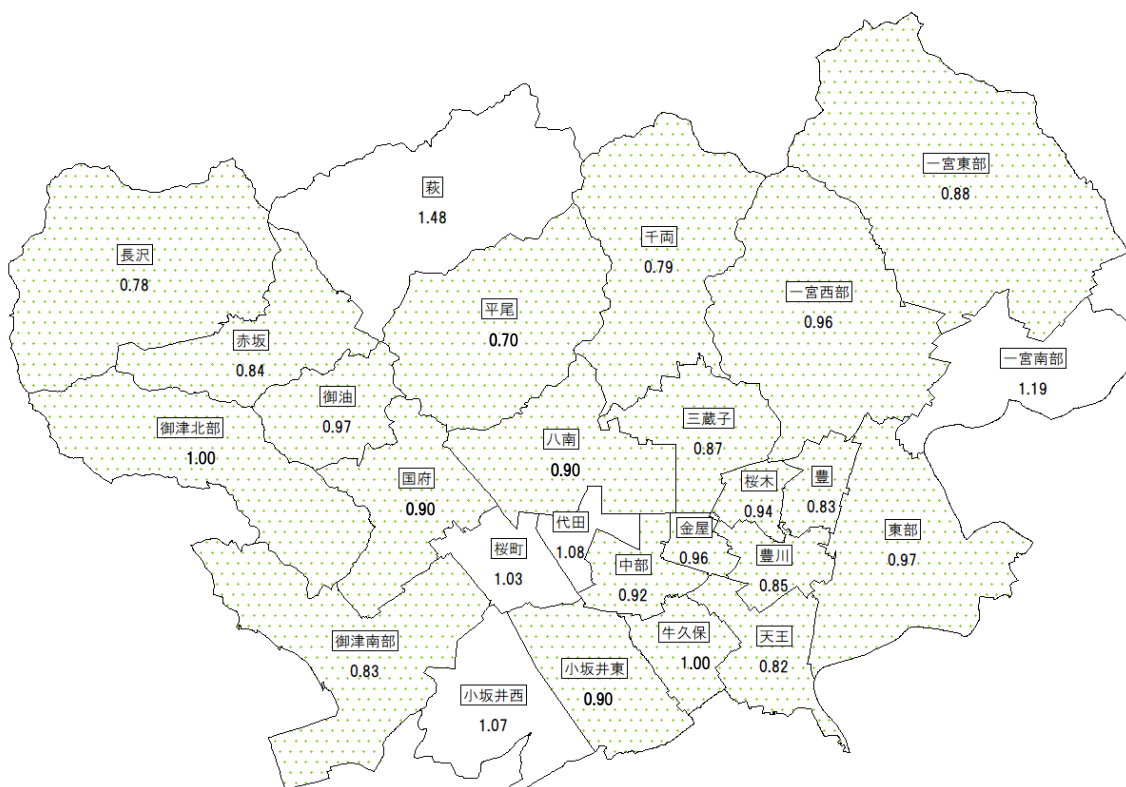 一宮東部
0.88
萩
1.48
千両
0.79
長沢
0.78
一宮西部
0.96
平尾
0.70
赤坂
0.84
一宮南部
1.19
御油
0.97
御津北部
1.00
八南
0.90
三蔵子
0.87
国府
0.90
桜木
0.94
豊
0.83
代田
1.08
金屋
0.96
東部
0.97
桜町
1.03
中部
0.92
豊川
0.85
御津南部
0.83
牛久保
1.00
天王
0.82
小坂井東
0.90
小坂井西
1.07